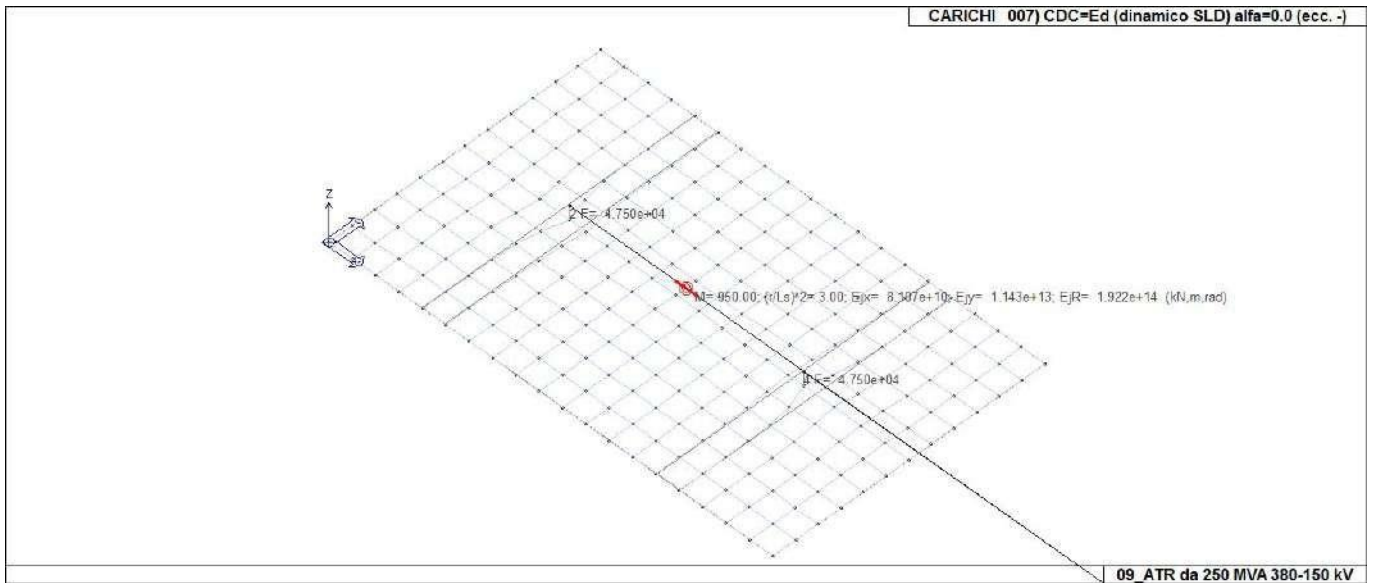 CARICHI 007) CDC=Ed (dinamico SLD) alfa=0.0 (ecc. -)
Z
2 F= 4.750e+04
M= 950.00; (r/Ls)^2= 3.00; Ejx= 8.107e+10; Ejy= 1.143e+13; EjR= 1.922e+14 (kN,m,rad)
F= 4.750e+04
09_ATR da 250 MVA 380-150 kV